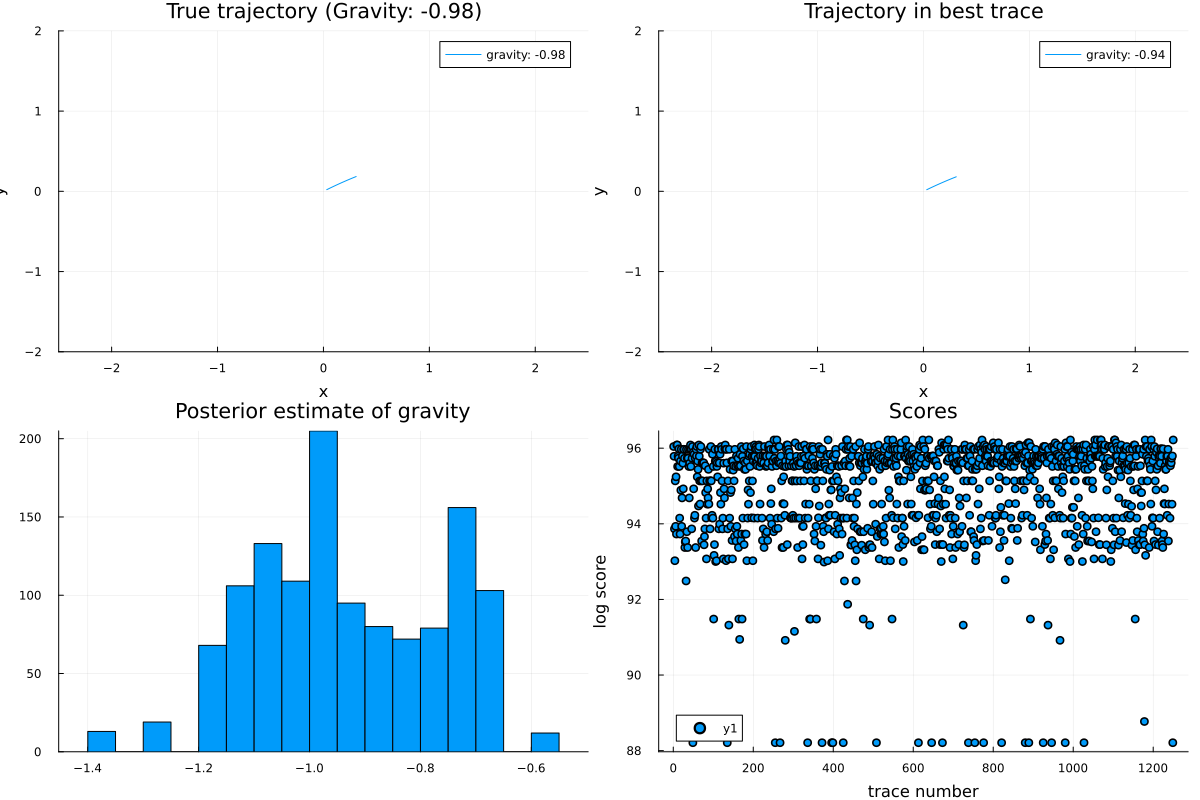 True trajectory (Gravity: -0.98)
gravity: -0.98
2
1
0
−1
−2
y
−2 −1 0 1 2
x
Trajectory in best trace
gravity: -0.94
2
1
0
−1
−2
y
−2 −1 0 1 2
x
Posterior estimate of gravity
200
150
100
50
0
−1.4 −1.2 −1.0 −0.8 −0.6
Scores
96
94
92
90
88
log score
y1
0 200 400 600 800 1000 1200
trace number